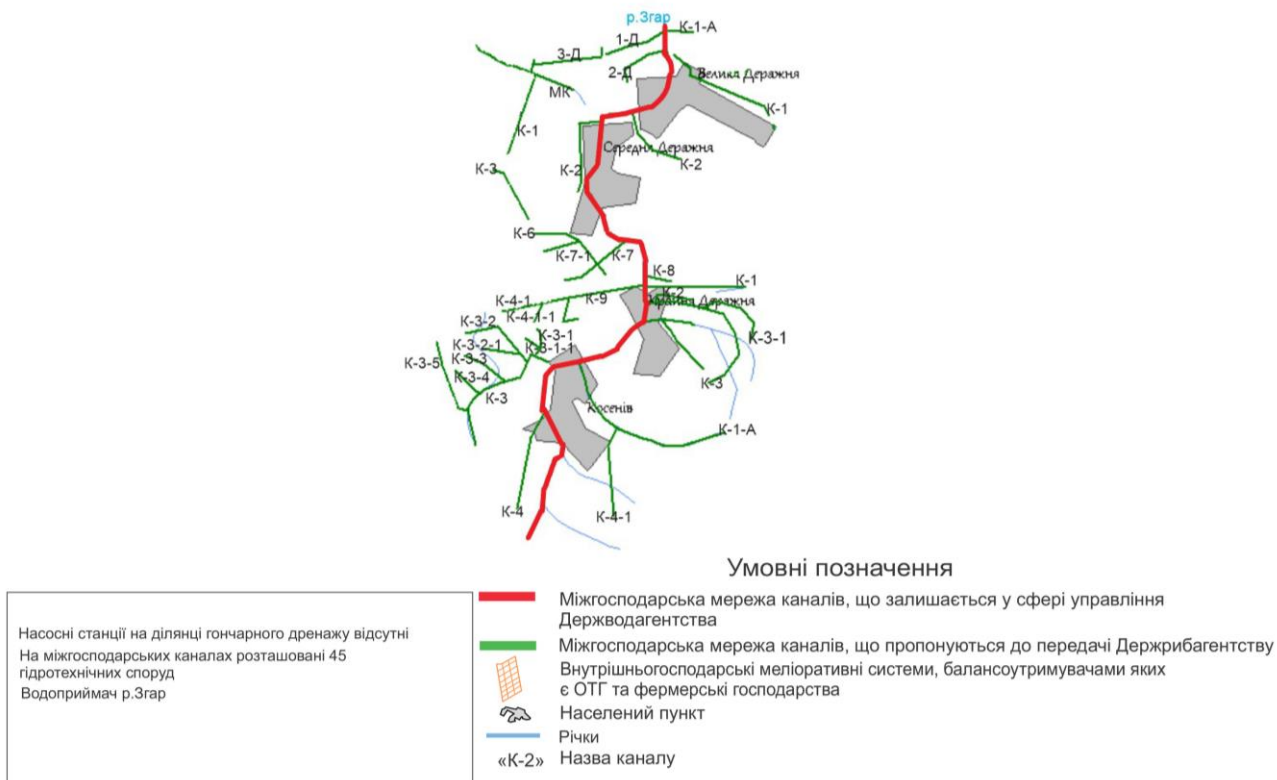 р.Згар
К-1-А
1-Д
3-Д
2-Д
Велика Деражня
МК
К-1
К-1
Середня Деражня
К-2
К-3
К-2
К-6
К-7-1
К-7
К-8
К-1
К-4-1
К-9
К-2
Деражня
К-4-1-1
К-3-2
К-3-1
К-3-1
К-3-2-1
К-3-1-1
К-3-5
К-3-3
К-3-4
К-3
К-3
Косенів
К-1-А
К-4
К-4-1
Умовні позначення
Міжгосподарська мережа каналів, що залишається у сфері управління
Держводагентства
Міжгосподарська мережа каналів, що пропонуються до передачі Держрибагентству
Внутрішньогосподарські меліоративні системи, балансоутримувачами яких
є ОТГ та фермерські господарства
Населений пункт
Річки
«К-2» Назва каналу
Насосні станції на ділянці гончарного дренажу відсутні
На міжгосподарських каналах розташовані 45
гідротехнічних споруд
Водоприймач р.Згар